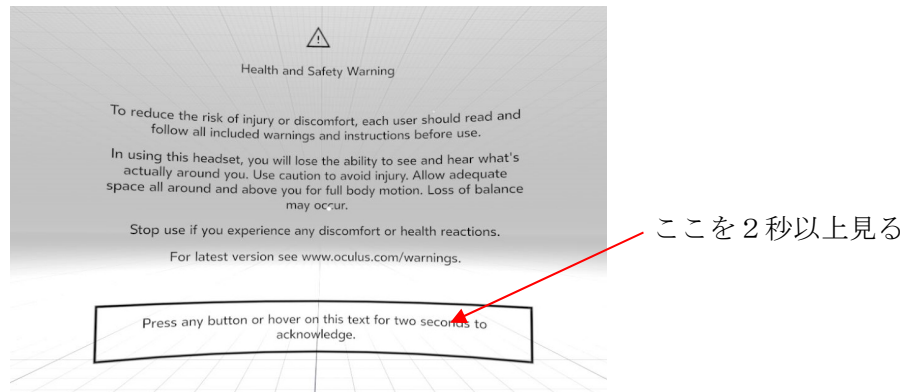 Health and Safety Warning
To reduce the risk of injury or discomfort, each user should read and
follow all included warnings and instructions before use.
In using this headset, you will lose the ability to see and hear what's
actually around you. Use caution to avoid injury. Allow adequate
space all around and above you for full body motion. Loss of balance
may occur.
Stop use if you experience any discomfort or health reactions.
For latest version see www.oculus.com/warnings.
ここを２秒以上見る
Press any button or hover on this text for two seconds to
acknowledge.